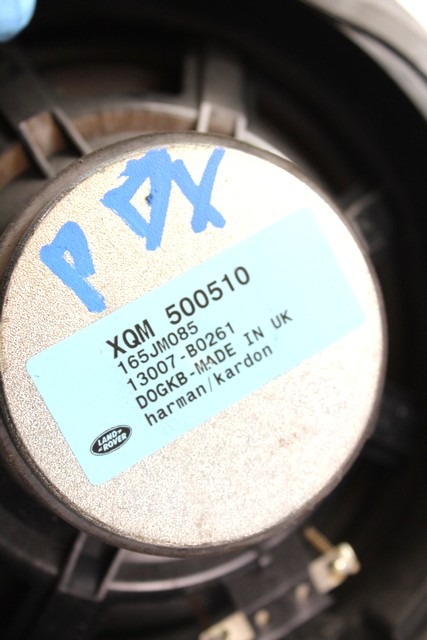 P DX
XQM 500510
165JM085
13007-B0261
DOGKB-MADE IN UK
harman/kardon
LAND-
ROVER